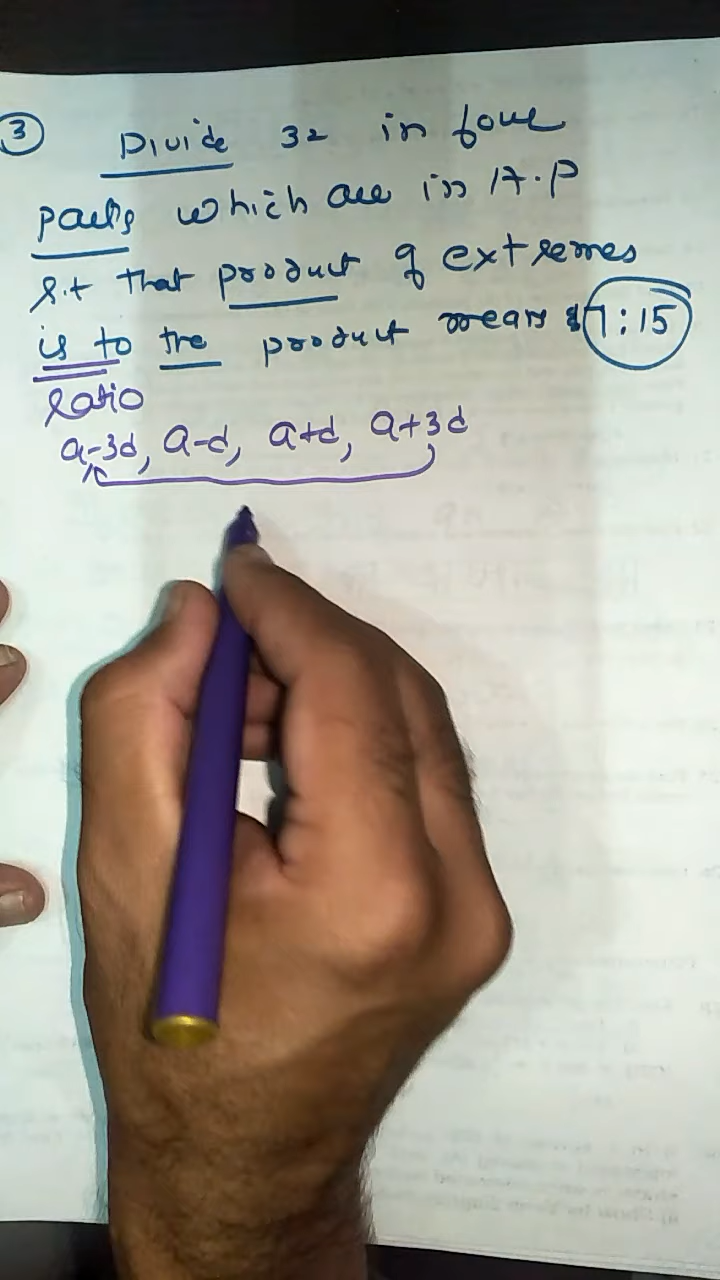 3 Divide 32 in four
parts which are in A.P
s.t that product of extremes
is to the product means 7:15
ratio
a-3d, a-d, a+d, a+3d